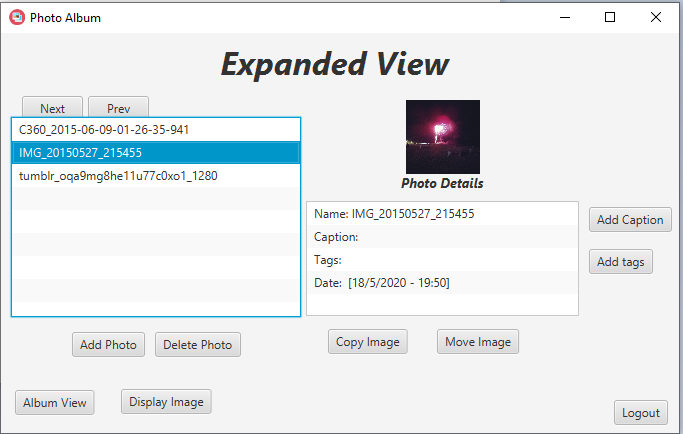 Photo Album
Expanded View
Next Prev
C360_2015-06-09-01-26-35-941
IMG_20150527_215455
tumblr_oqa9mg8he11u77c0xo1_1280
Photo Details
Name: IMG_20150527_215455
Caption:
Tags:
Date: [18/5/2020 - 19:50]
Add Caption
Add tags
Add Photo Delete Photo
Copy Image Move Image
Album View Display Image
Logout